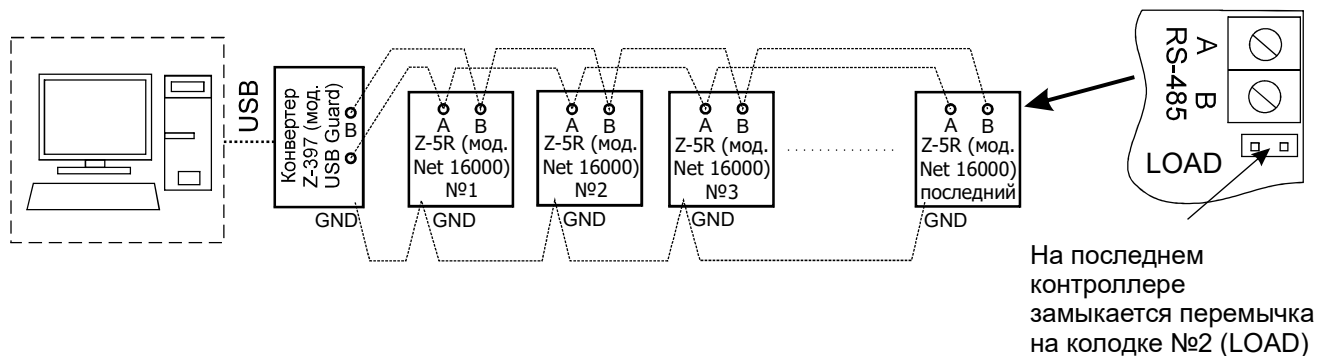 USB
Конвертер
Z-397 (мод.
USB Guard)
B
A B
Z-5R (мод.
Net 16000)
№1
A B
Z-5R (мод.
Net 16000)
№2
A B
Z-5R (мод.
Net 16000)
№3
A B
Z-5R (мод.
Net 16000)
последний
GND
GND
GND
GND
GND
A
B
RS-485
LOAD
На последнем
контроллере
замыкается перемычка
на колодке №2 (LOAD)